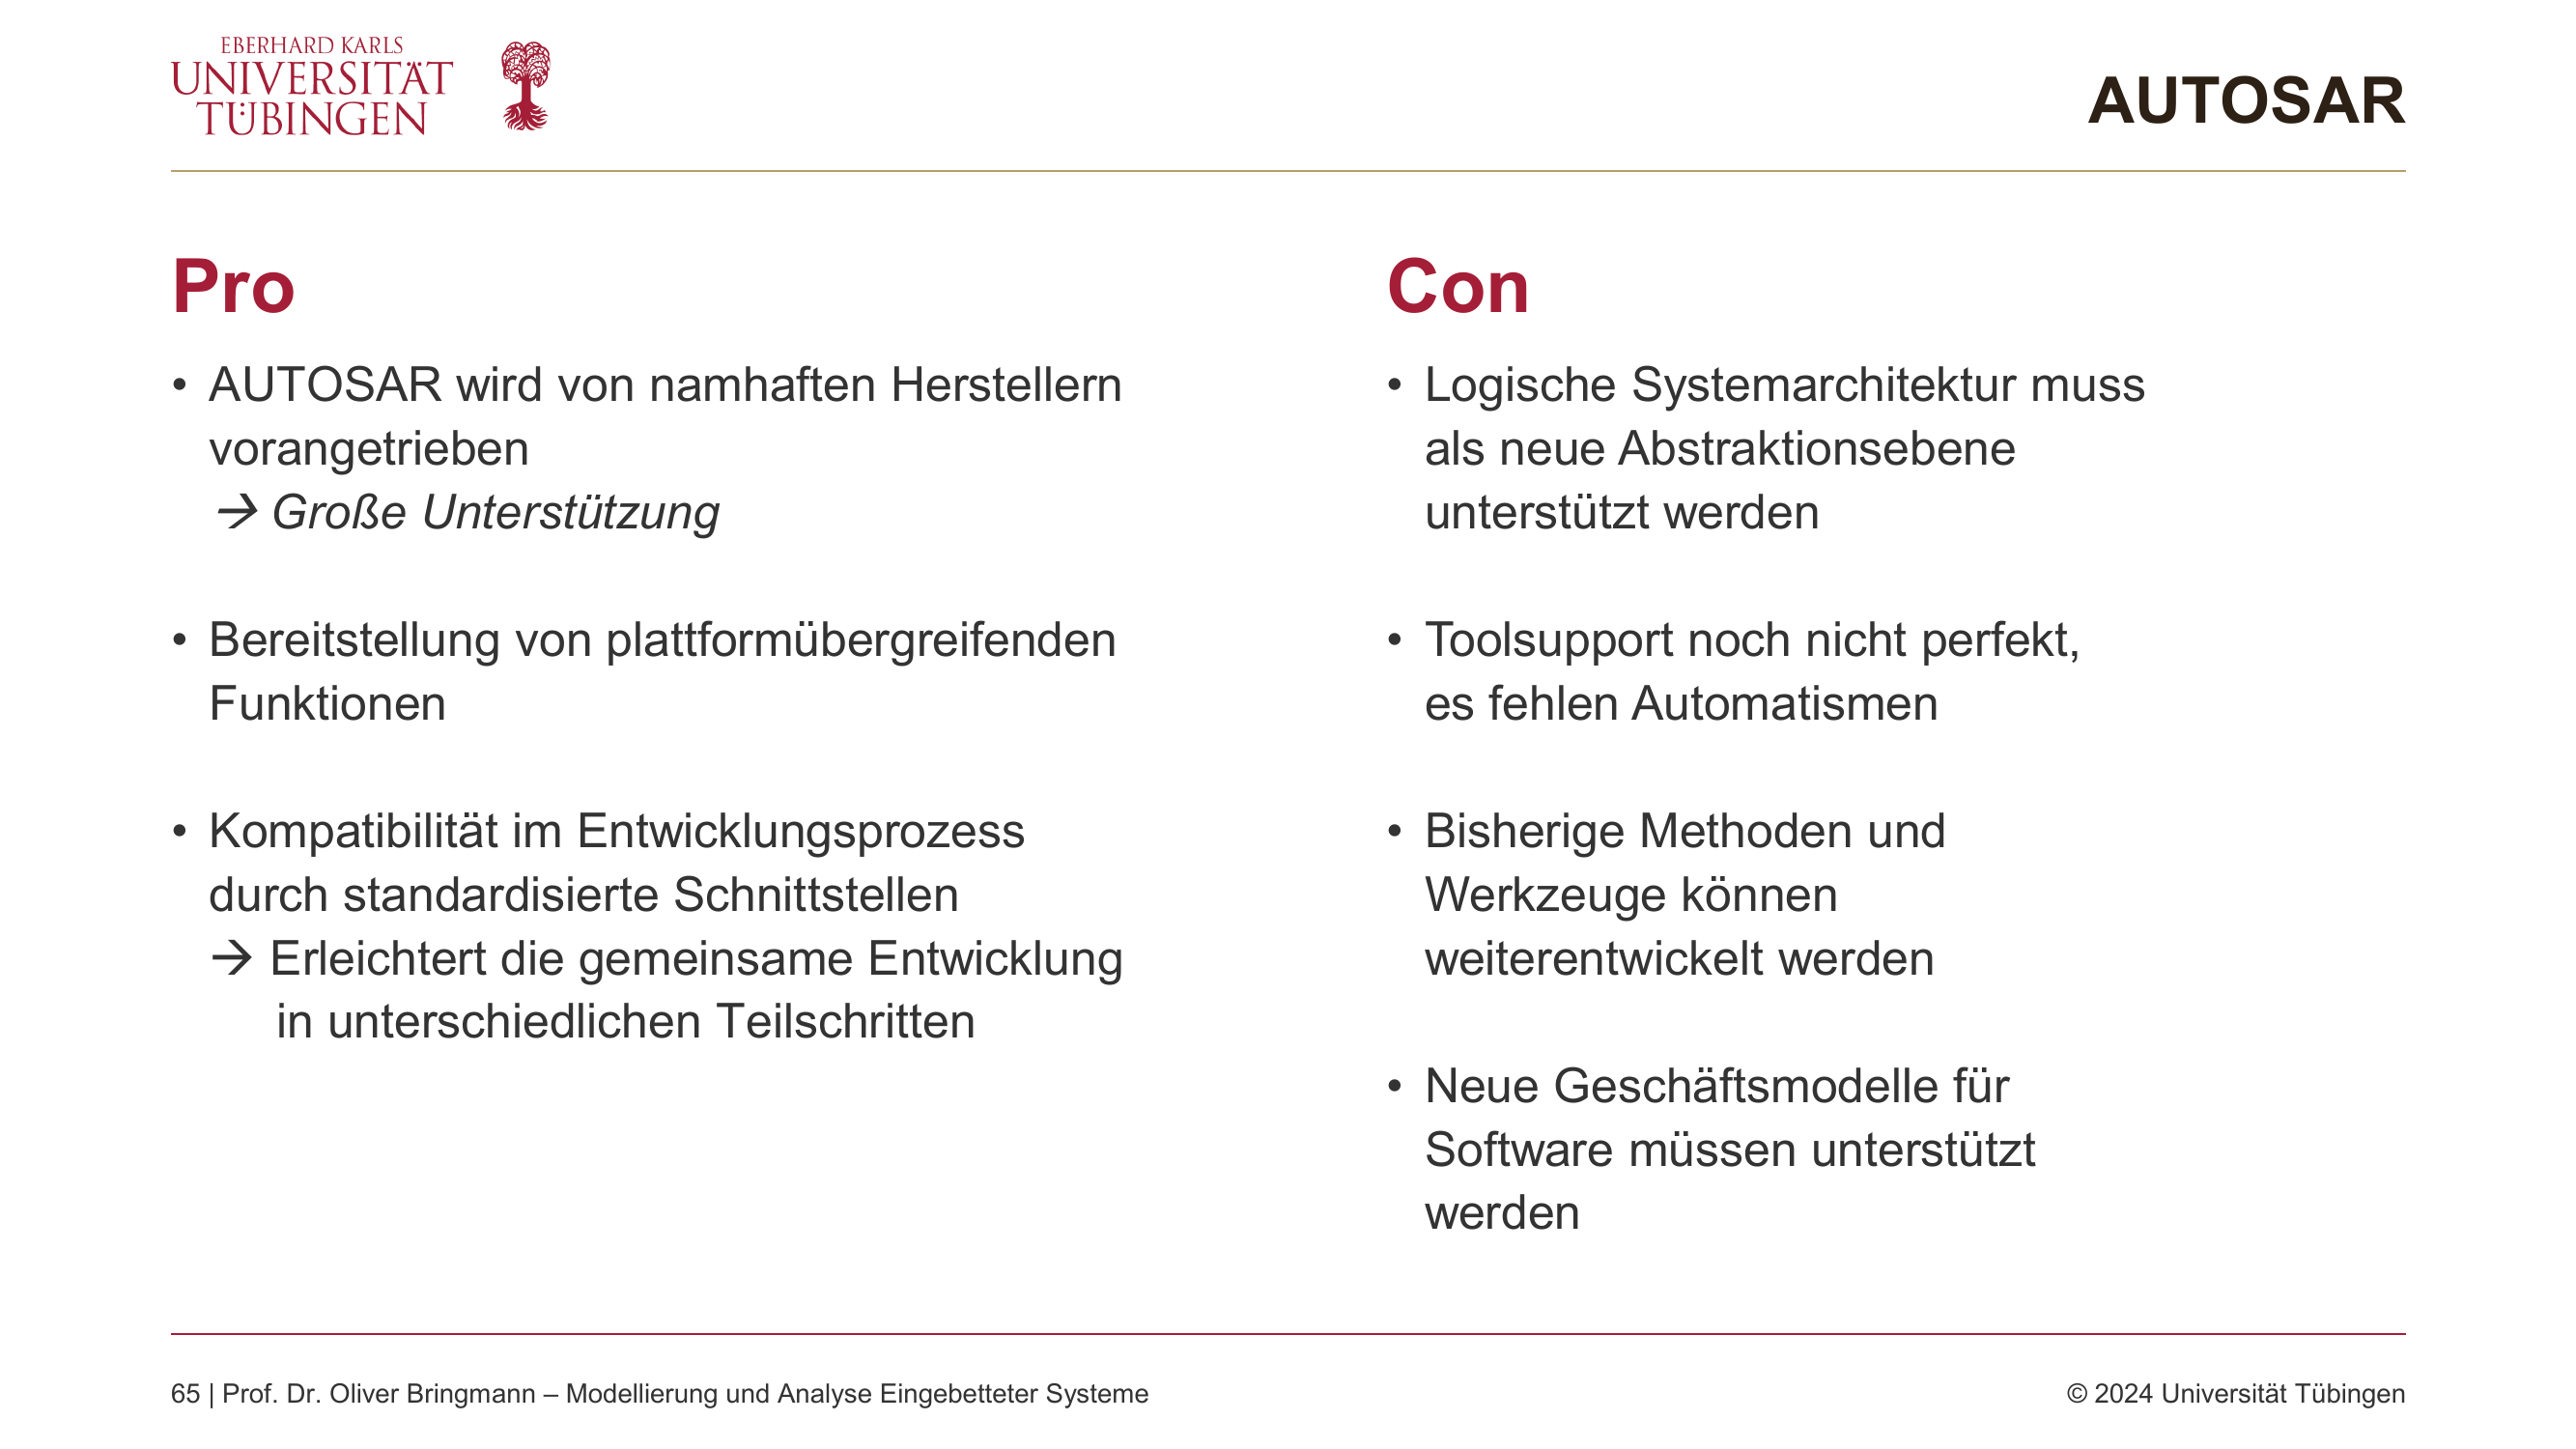 EBERHARD KARLS
UNIVERSITÄT
TÜBINGEN
AUTOSAR
Pro
• AUTOSAR wird von namhaften Herstellern
vorangetrieben
→ Große Unterstützung
• Bereitstellung von plattformübergreifenden
Funktionen
• Kompatibilität im Entwicklungsprozess
durch standardisierte Schnittstellen
→ Erleichtert die gemeinsame Entwicklung
in unterschiedlichen Teilschritten
Con
• Logische Systemarchitektur muss
als neue Abstraktionsebene
unterstützt werden
• Toolsupport noch nicht perfekt,
es fehlen Automatismen
• Bisherige Methoden und
Werkzeuge können
weiterentwickelt werden
• Neue Geschäftsmodelle für
Software müssen unterstützt
werden
65 | Prof. Dr. Oliver Bringmann – Modellierung und Analyse Eingebetteter Systeme
© 2024 Universität Tübingen